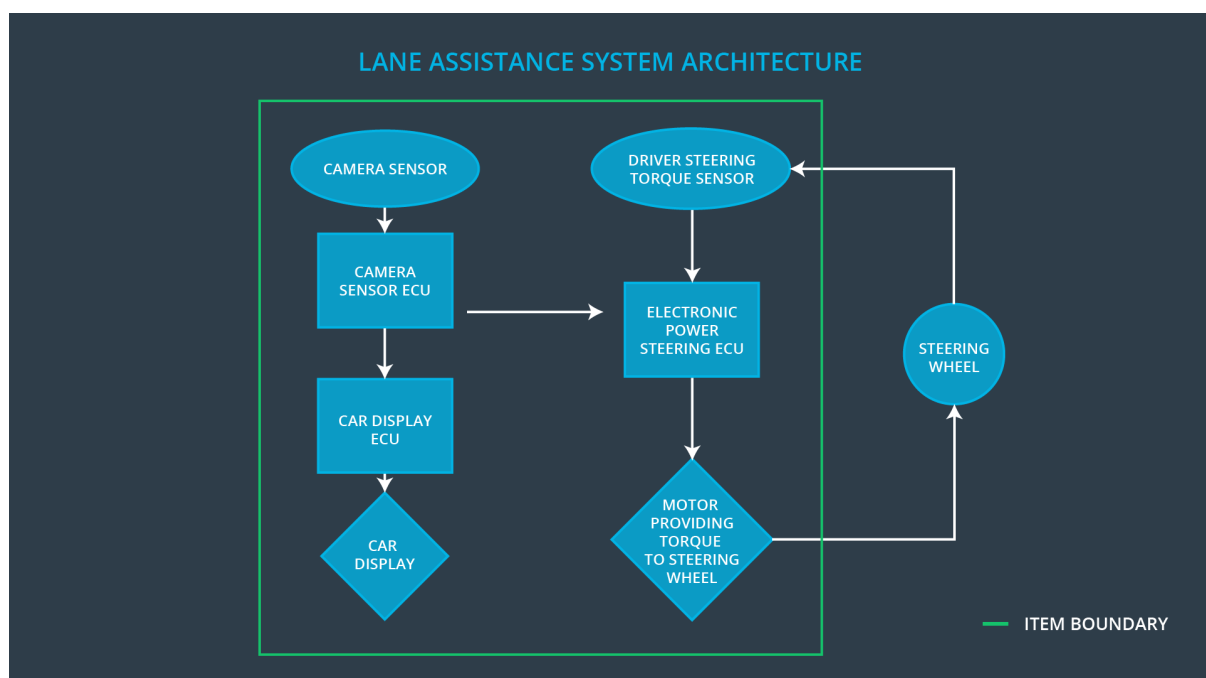 LANE ASSISTANCE SYSTEM ARCHITECTURE
CAMERA SENSOR
CAMERA
SENSOR ECU
CAR DISPLAY
ECU
CAR
DISPLAY
DRIVER STEERING
TORQUE SENSOR
ELECTRONIC
POWER
STEERING ECU
MOTOR
PROVIDING
TORQUE
TO STEERING
WHEEL
STEERING
WHEEL
ITEM BOUNDARY